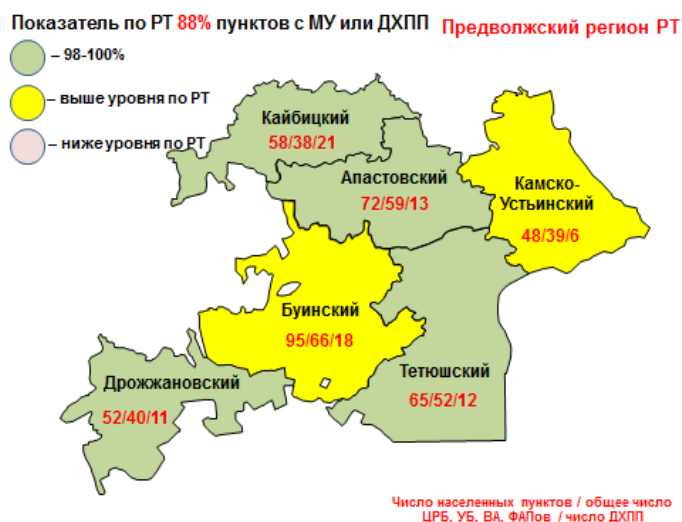 Показатель по РТ 88% пунктов с МУ или ДХПП
Предволжский регион РТ
– 98-100%
– выше уровня по РТ
– ниже уровня по РТ
Кайбицкий
58/38/21
Апастовский
72/59/13
Камско-
Устьинский
48/39/6
Буинский
95/66/18
Тетюшский
65/52/12
Дрожжановский
52/40/11
Число населенных пунктов / общее число
ЦРБ, УБ, ВА, ФАПов / число ДХПП